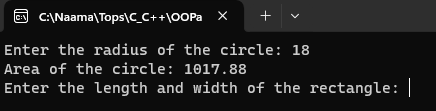 C:\Naama\Tops\C_C++\OOPa
Enter the radius of the circle: 18
Area of the circle: 1017.88
Enter the length and width of the rectangle: